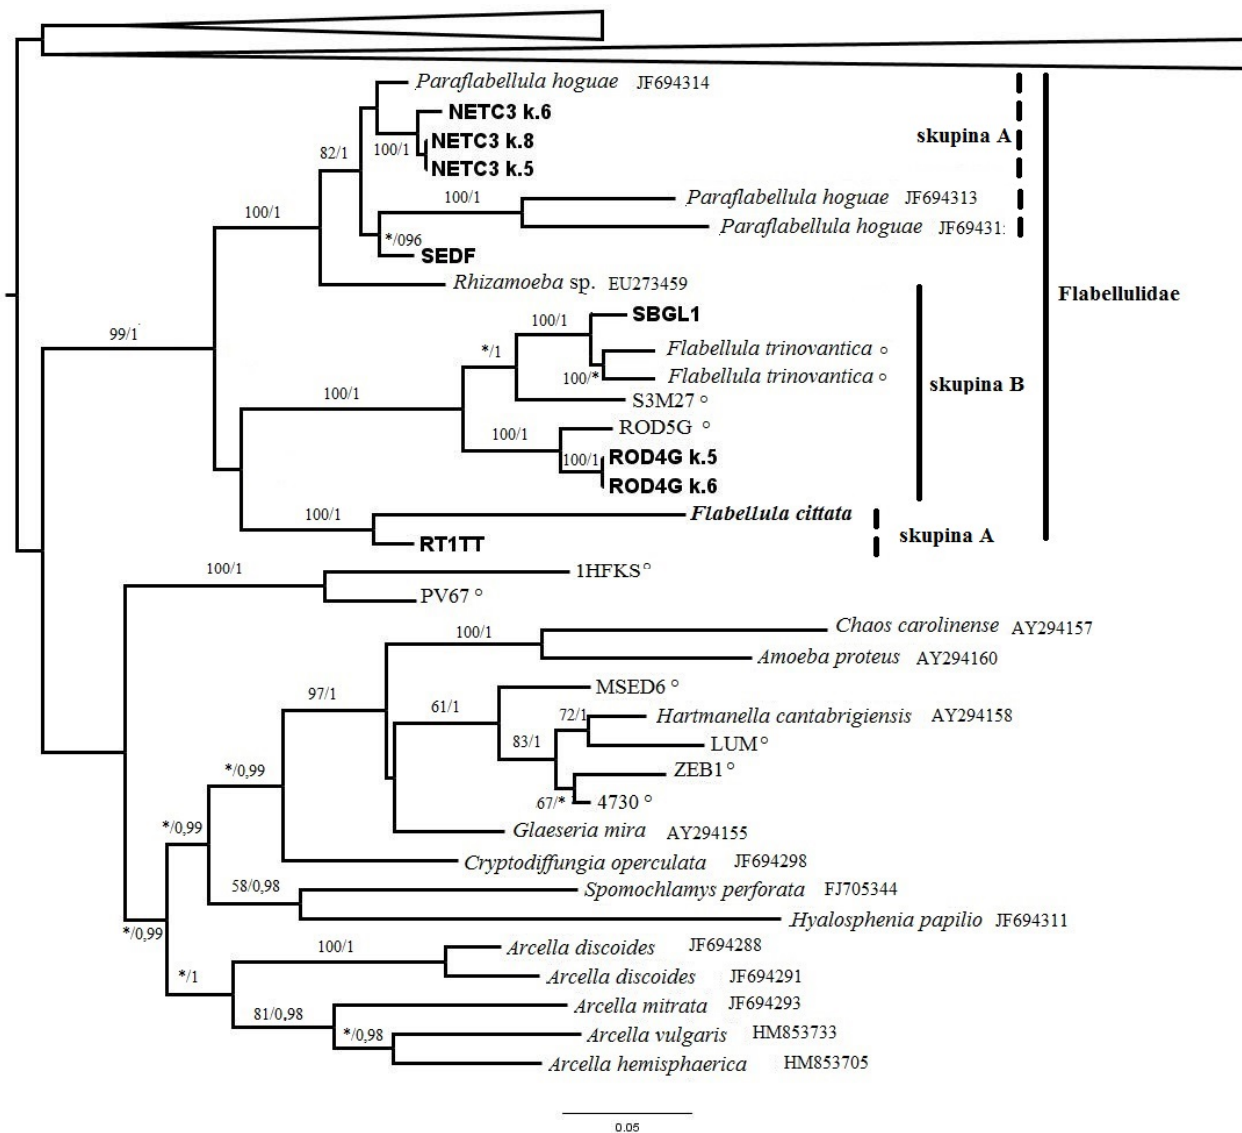 Paraflabellula hoguae JF694314
NETC3 k.6
skupina A
NETC3 k.8
82/1
100/1
NETC3 k.5
100/1
Paraflabellula hoguae JF694313
100/1
Paraflabellula hoguae JF69431:
*/096
SEDF
Rhizamoeba sp. EU273459
Flabellulidae
SBGL1
100/1
99/1
*/1
Flabellula trinovantica °
100/*
Flabellula trinovantica °
skupina B
100/1
S3M27 °
ROD5G °
100/1
100/1
ROD4G k.5
ROD4G k.6
Flabellula cittata
100/1
skupina A
RT1TT
100/1
1HFKS °
PV67 °
Chaos carolinense AY294157
100/1
Amoeba proteus AY294160
MSED6 °
97/1
61/1
72/1
Hartmanella cantabrigiensis AY294158
83/1
LUM °
*/0,99
ZEB1 °
67/*
4730 °
*/0,99
Glaeseria mira AY294155
Cryptodiffungia operculata JF694298
58/0,98
Spomochlamys perforata FJ705344
Hyalosphenia papilio JF694311
*/0,99
100/1
Arcella discoides JF694288
*/1
Arcella discoides JF694291
81/0,98
Arcella mitrata JF694293
*/0,98
Arcella vulgaris HM853733
Arcella hemisphaerica HM853705
0.05